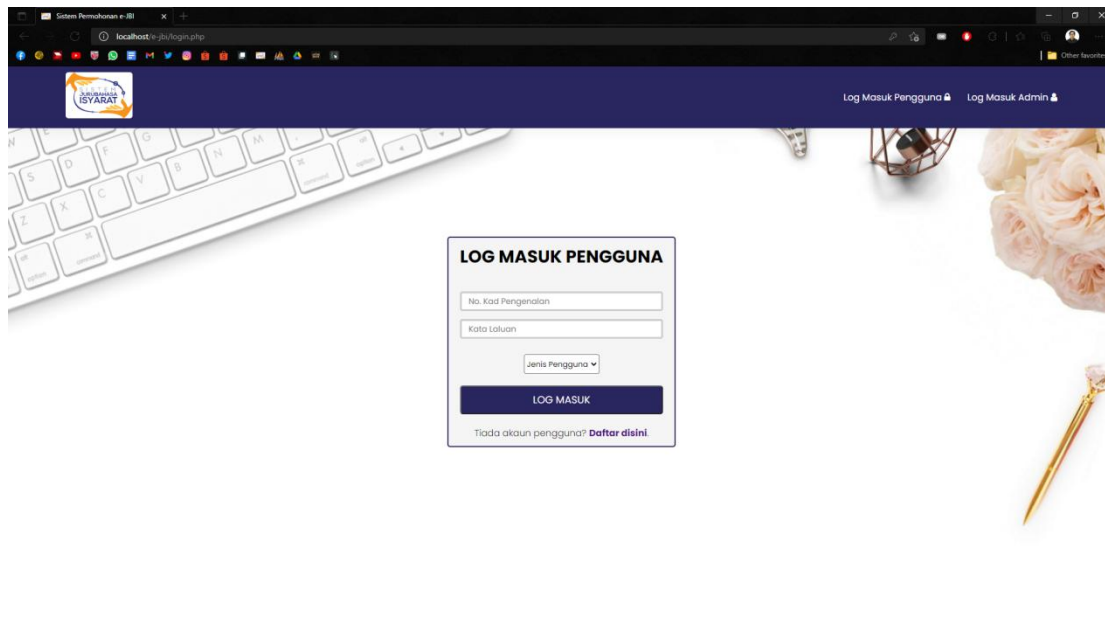 Sistem Permohonan e-JBI
localhost/e-jbi/login.php
Other favorites
SISTEM
JURUBAHASA
ISYARAT
Log Masuk Pengguna
Log Masuk Admin
LOG MASUK PENGGUNA
No. Kad Pengenalan
Kata Laluan
Jenis Pengguna
LOG MASUK
Tiada akaun pengguna? Daftar disini.